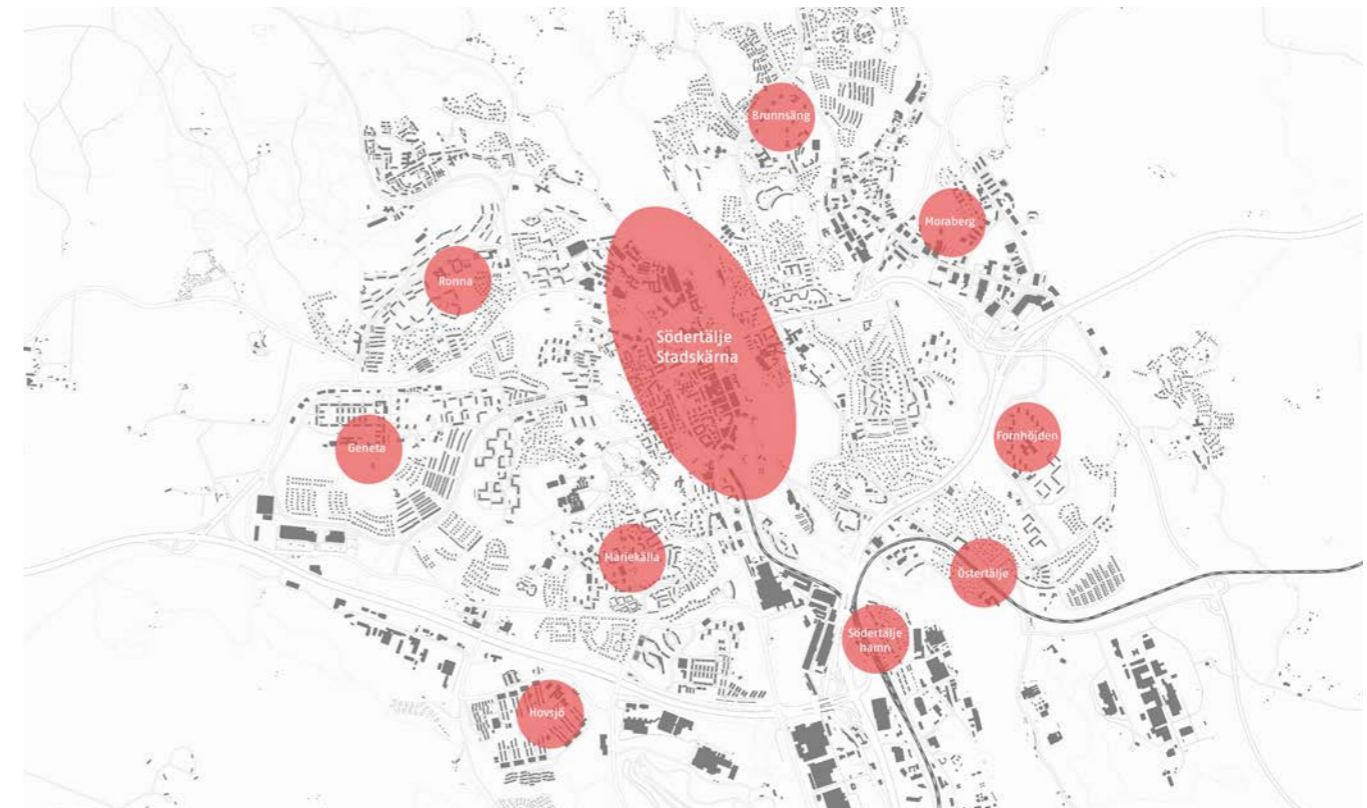 Brunnsäng
Moraberg
Ronna
Södertälje
Stadskärna
Fornhöjden
Geneta
Mariekälla
Östertälje
Södertälje
hamn
Hovsjö